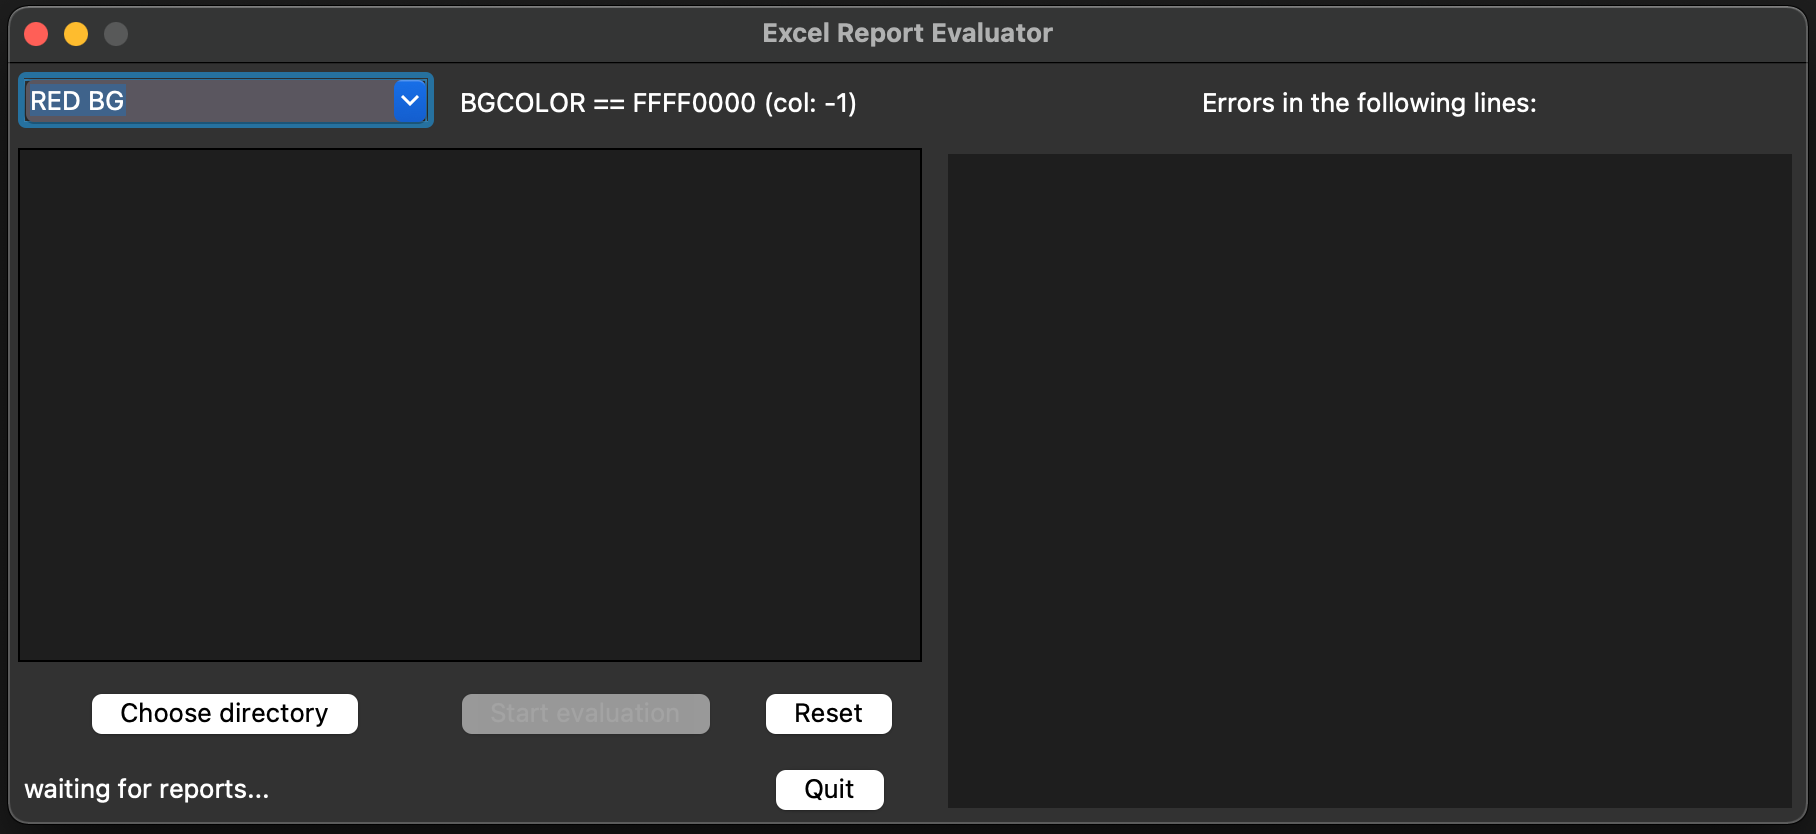 Excel Report Evaluator
RED BG
BGCOLOR == FFFF0000 (col: -1)
Errors in the following lines:
Choose directory
Start evaluation
Reset
waiting for reports...
Quit